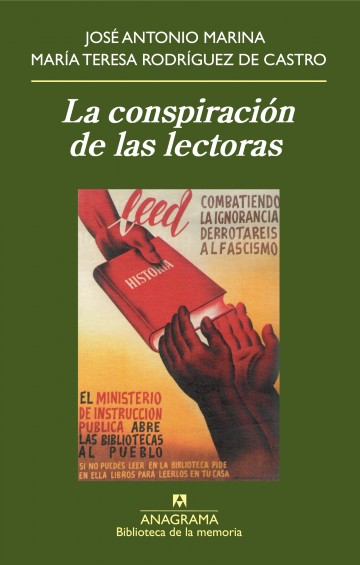 JOSÉ ANTONIO MARINA
MARÍA TERESA RODRÍGUEZ DE CASTRO
La conspiración
de las lectoras
leed
COMBATIENDO
LA IGNORANCIA
DERROTAREIS
AL FASCISMO
HISTORIA
EL MINISTERIO
DE INSTRUCCION
PUBLICA ABRE
LAS BIBLIOTECAS
AL PUEBLO
SI NO PUEDES LEER EN LA BIBLIOTECA PIDE
EN ELLA LIBROS PARA LEERLOS EN TU CASA
ANAGRAMA
Biblioteca de la memoria